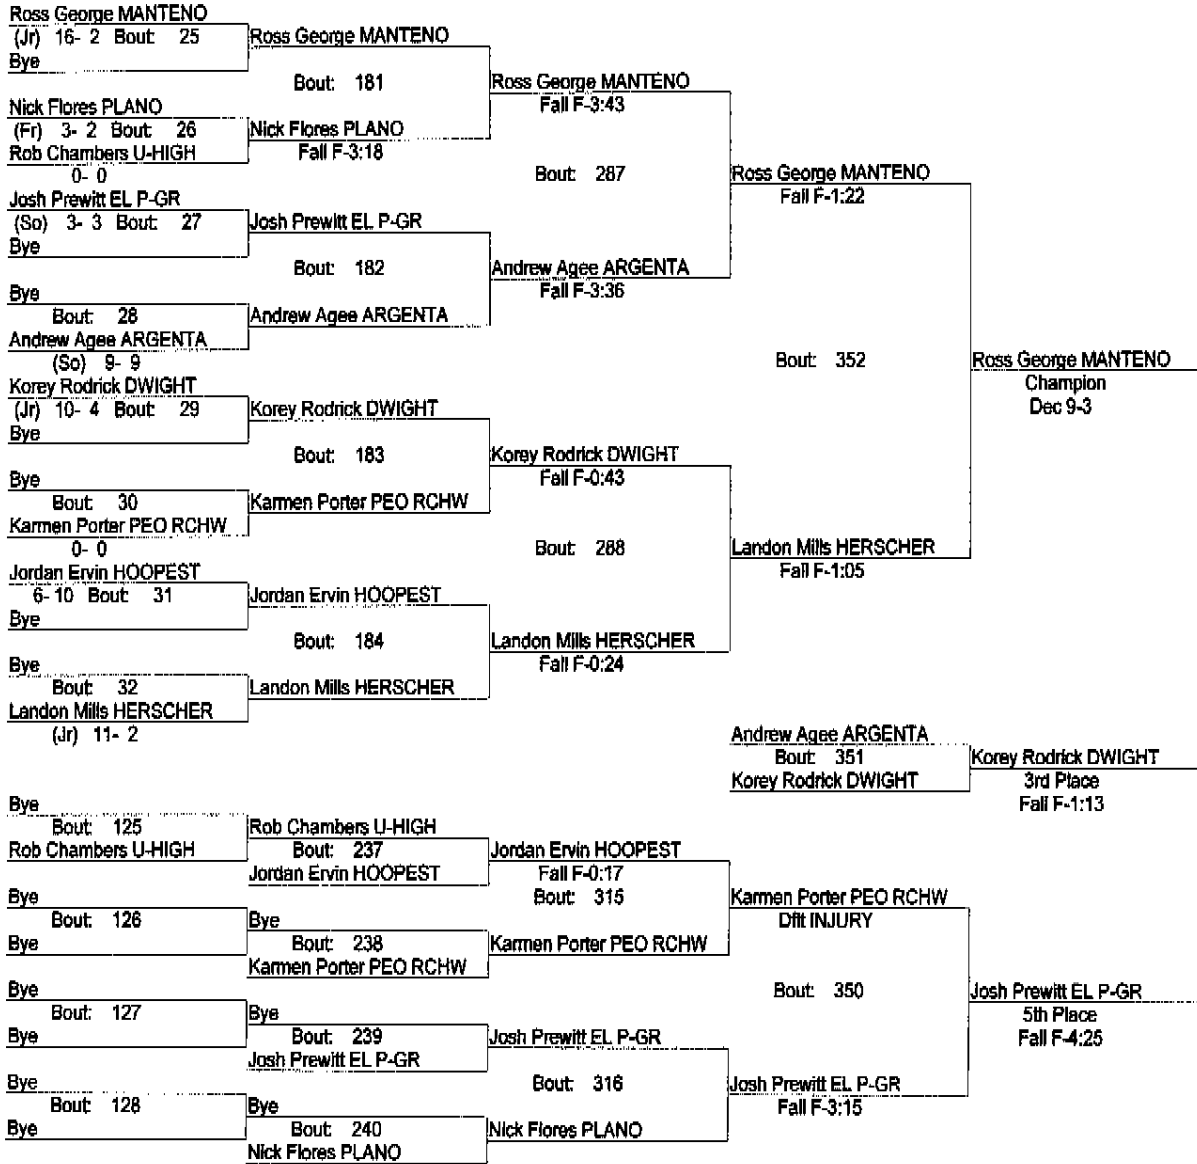 Ross George MANTENO
(Jr) 16- 2 Bout: 25
Bye
Ross George MANTENO
Bout: 181
Ross George MANTENO
Fall F-3:43
Nick Flores PLANO
(Fr) 3- 2 Bout: 26
Rob Chambers U-HIGH
0- 0
Nick Flores PLANO
Fall F-3:18
Bout: 287
Ross George MANTENO
Fall F-1:22
Josh Prewitt EL P-GR
(So) 3- 3 Bout: 27
Bye
Josh Prewitt EL P-GR
Bout: 182
Andrew Agee ARGENTA
Fall F-3:36
Bye
Bout: 28
Andrew Agee ARGENTA
(So) 9- 9
Andrew Agee ARGENTA
Bout: 352
Ross George MANTENO
Champion
Dec 9-3
Korey Rodrick DWIGHT
(Jr) 10- 4 Bout: 29
Bye
Korey Rodrick DWIGHT
Bout: 183
Korey Rodrick DWIGHT
Fall F-0:43
Bye
Bout: 30
Karmen Porter PEO RCHW
0- 0
Karmen Porter PEO RCHW
Bout: 288
Landon Mills HERSCHER
Fall F-1:05
Jordan Ervin HOOPEST
6- 10 Bout: 31
Bye
Jordan Ervin HOOPEST
Bout: 184
Landon Mills HERSCHER
Fall F-0:24
Bye
Bout: 32
Landon Mills HERSCHER
(Jr) 11- 2
Landon Mills HERSCHER
Andrew Agee ARGENTA
Bout: 351
Korey Rodrick DWIGHT
Korey Rodrick DWIGHT
3rd Place
Fall F-1:13
Bye
Bout: 125
Rob Chambers U-HIGH
Rob Chambers U-HIGH
Bout: 237
Jordan Ervin HOOPEST
Jordan Ervin HOOPEST
Fall F-0:17
Bout: 315
Bye
Bout: 126
Bye
Bye
Bout: 238
Karmen Porter PEO RCHW
Karmen Porter PEO RCHW
Karmen Porter PEO RCHW
Dflt INJURY
Bout: 350
Josh Prewitt EL P-GR
5th Place
Fall F-4:25
Bye
Bout: 127
Bye
Bye
Bout: 239
Josh Prewitt EL P-GR
Josh Prewitt EL P-GR
Bout: 316
Josh Prewitt EL P-GR
Fall F-3:15
Bye
Bout: 128
Bye
Bye
Bout: 240
Nick Flores PLANO
Nick Flores PLANO